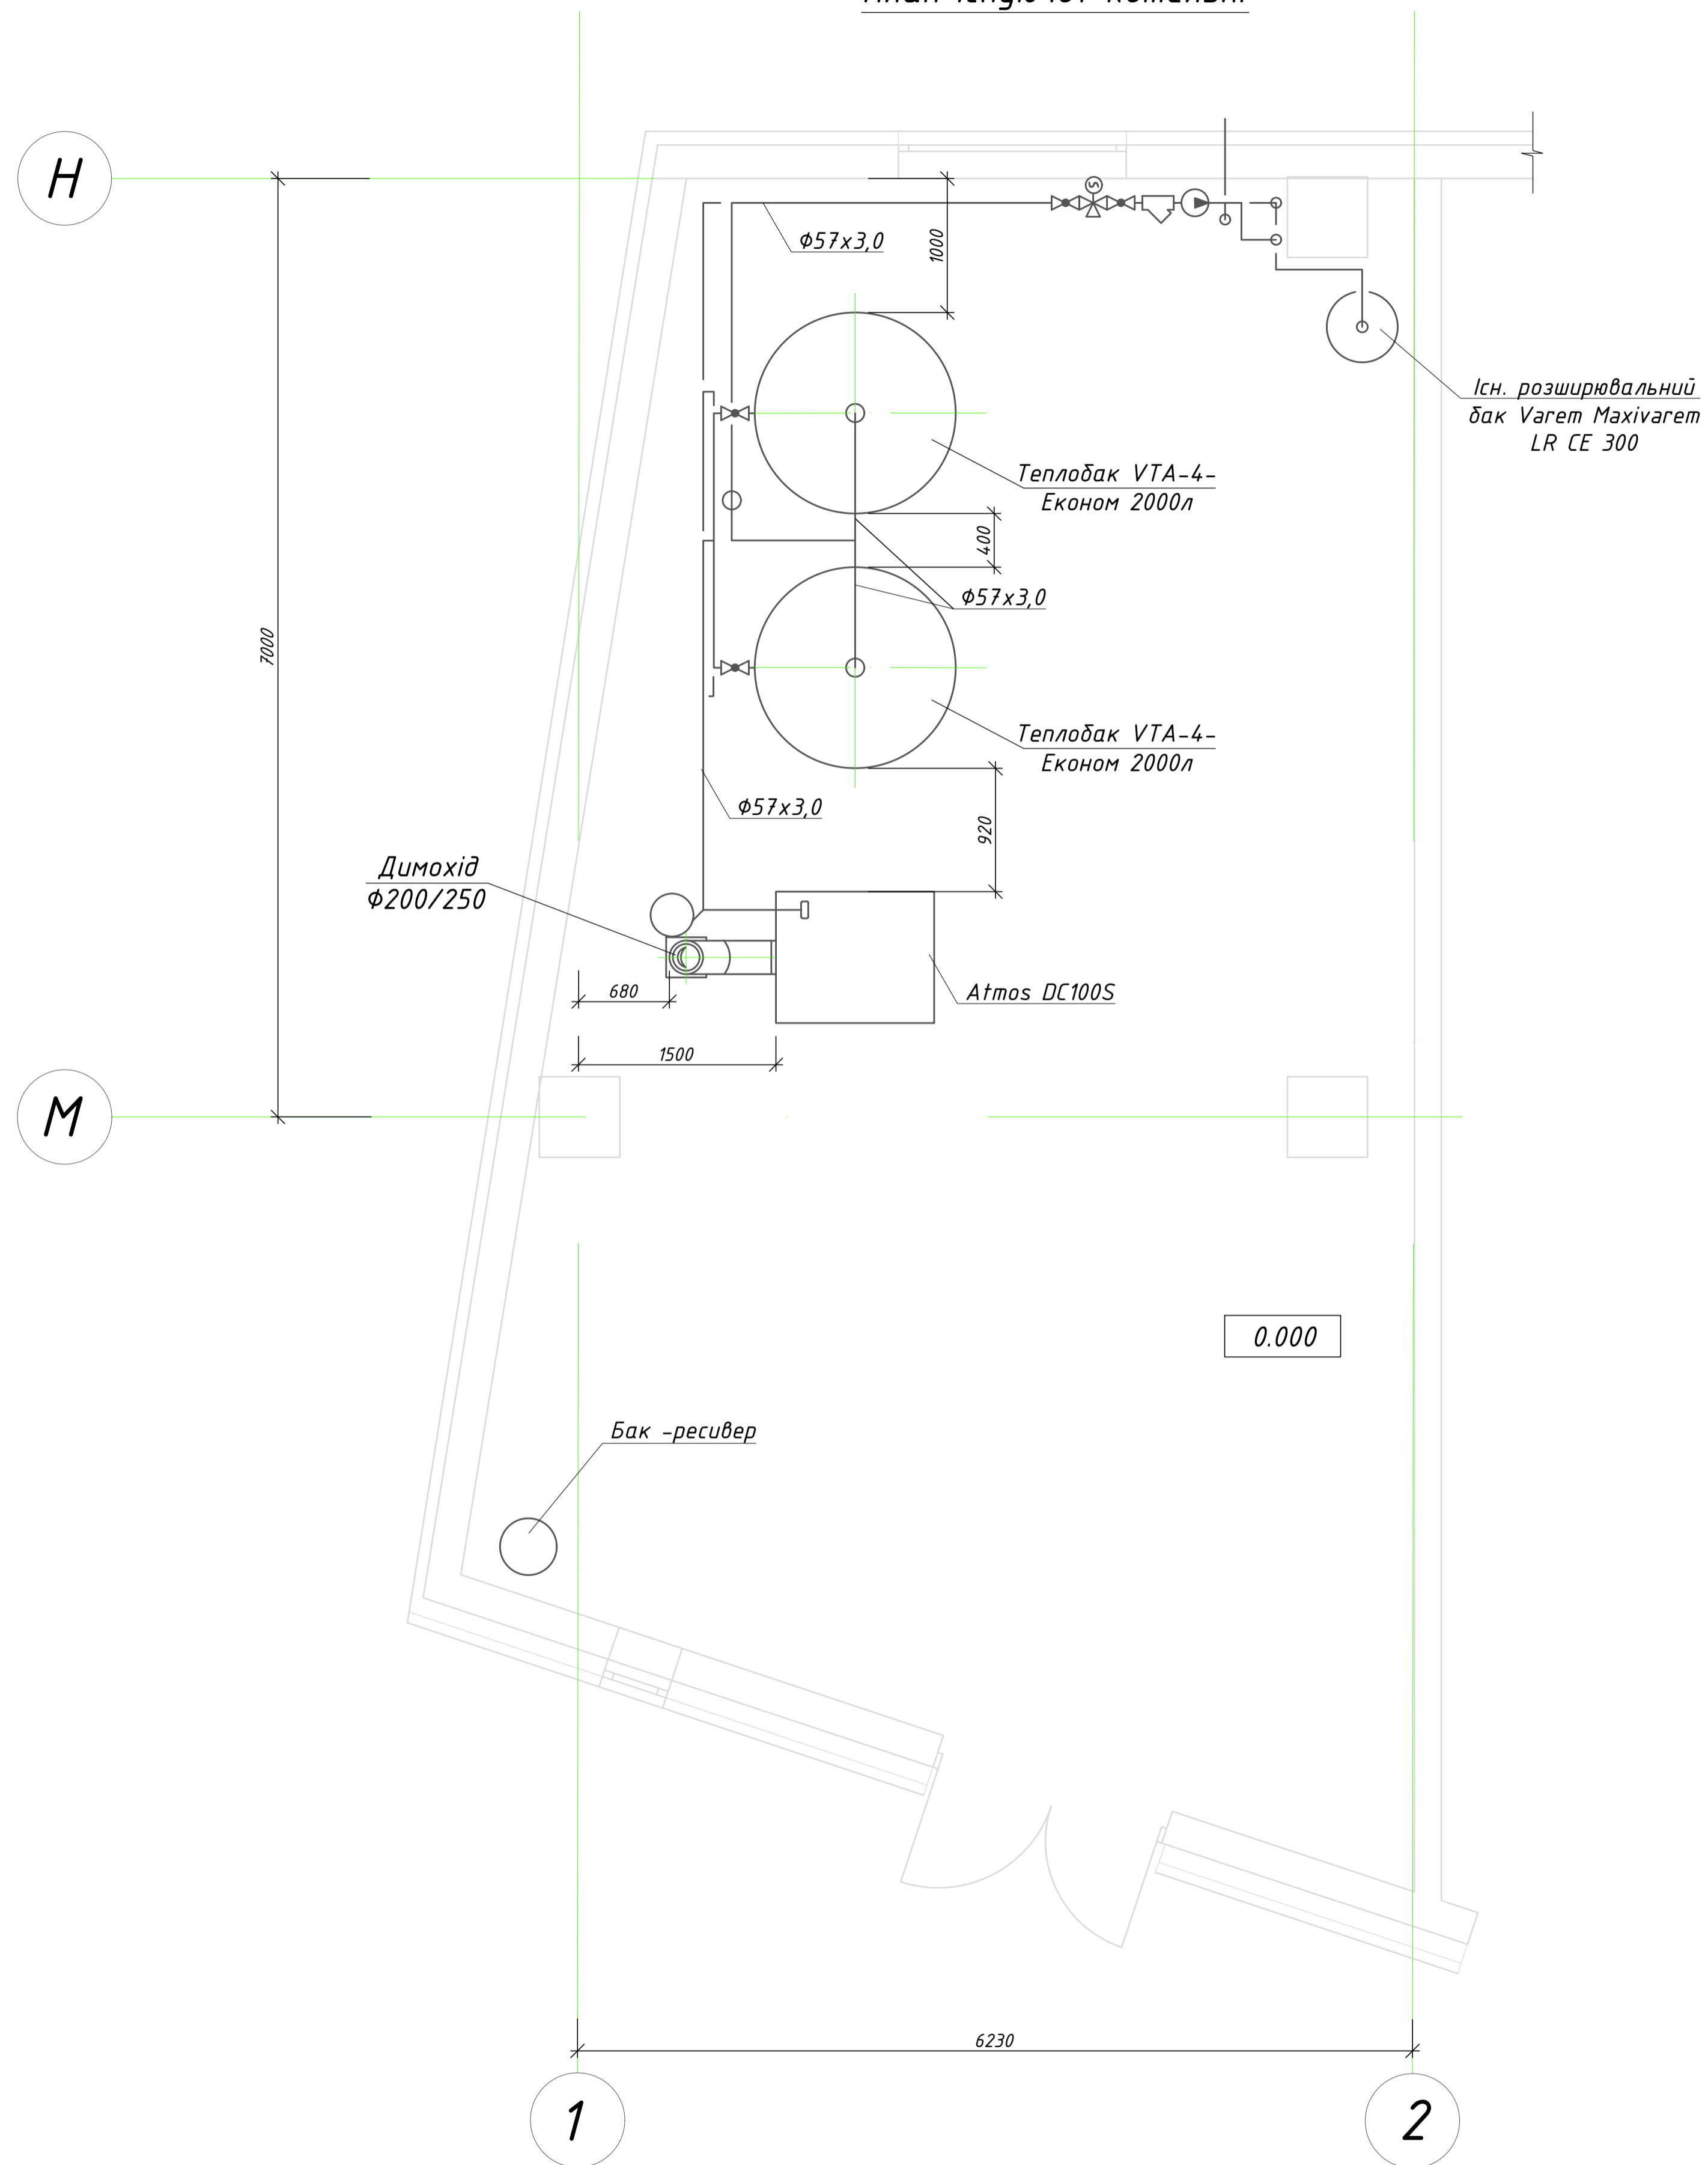 Н
Ф57х3,0
1000
Існ. розширювальний
бак Varem Maxivarem
LR CE 300
Теплобак VTA-4-
Економ 2000л
400
Ф57х3,0
7000
Теплобак VTA-4-
Економ 2000л
Ф57х3,0
920
Димохід
Ф200/250
680
Atmos DC100S
1500
М
0.000
Бак -ресивер
6230
1
2
S